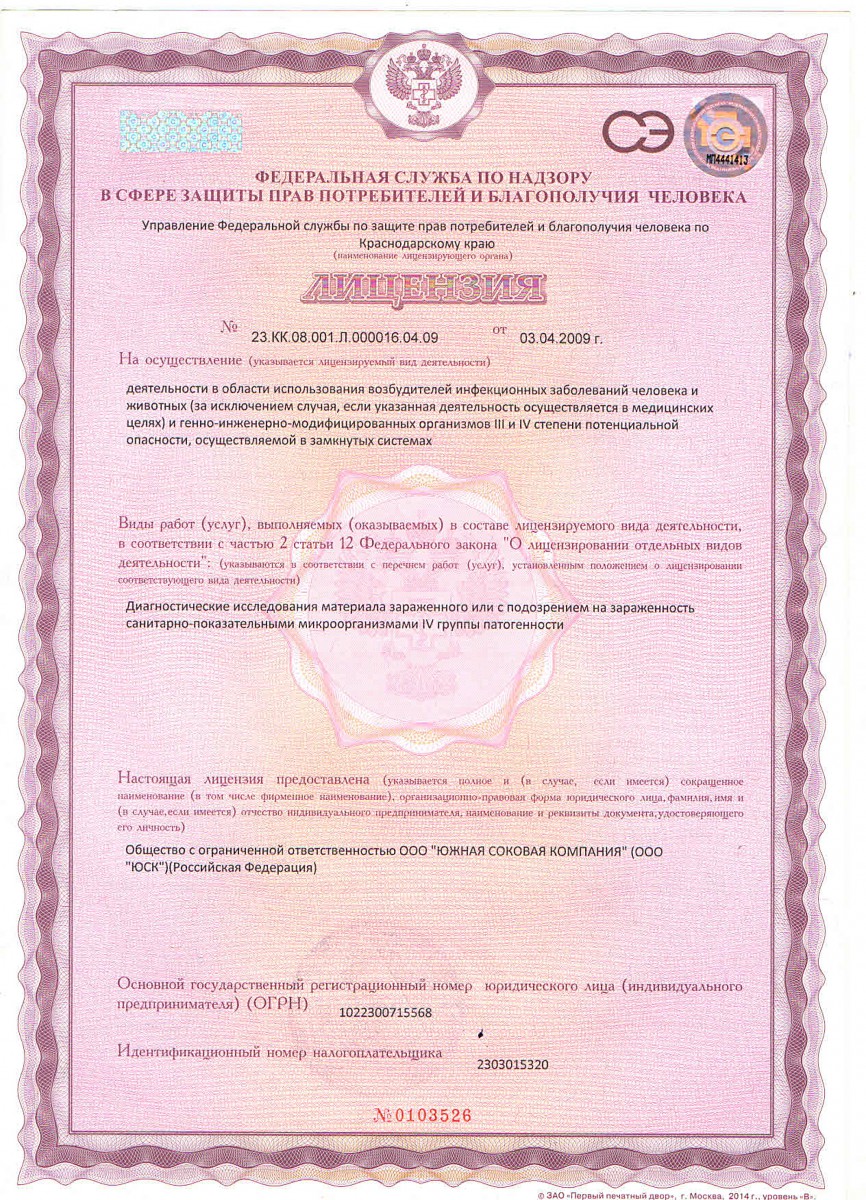 СЭ
МП4441413
ФЕДЕРАЛЬНАЯ СЛУЖБА ПО НАДЗОРУ
В СФЕРЕ ЗАЩИТЫ ПРАВ ПОТРЕБИТЕЛЕЙ И БЛАГОПОЛУЧИЯ ЧЕЛОВЕКА
Управление Федеральной службы по защите прав потребителей и благополучия человека по
Краснодарскому краю
(наименование лицензирующего органа)
ЛИЦЕНЗИЯ
№ 23.КК.08.001.Л.000016.04.09 от 03.04.2009 г.
На осуществление (указывается лицензируемый вид деятельности)
деятельности в области использования возбудителей инфекционных заболеваний человека и
животных (за исключением случая, если указанная деятельность осуществляется в медицинских
целях) и генно-инженерно-модифицированных организмов III и IV степени потенциальной
опасности, осуществляемой в замкнутых системах
Виды работ (услуг), выполняемых (оказываемых) в составе лицензируемого вида деятельности,
в соответствии с частью 2 статьи 12 Федерального закона "О лицензировании отдельных видов
деятельности": (указываются в соответствии с перечнем работ (услуг), установленным положением о лицензировании
соответствующего вида деятельности)
Диагностические исследования материала зараженного или с подозрением на зараженность
санитарно-показательными микроорганизмами IV группы патогенности
Настоящая лицензия предоставлена (указывается полное и (в случае, если имеется) сокращенное
наименование (в том числе фирменное наименование), организационно-правовая форма юридического лица, фамилия, имя и
(в случае,если имеется) отчество индивидуального предпринимателя, наименование и реквизиты документа,удостоверяющего
его личность)
Общество с ограниченной ответственностью ООО "ЮЖНАЯ СОКОВАЯ КОМПАНИЯ" (ООО
"ЮСК")(Российская Федерация)
Основной государственный регистрационный номер юридического лица (индивидуального
предпринимателя) (ОГРН) 1022300715568
Идентификационный номер налогоплательщика 2303015320
№0103526
© ЗАО «Первый печатный двор», г. Москва, 2014 г., уровень «В».